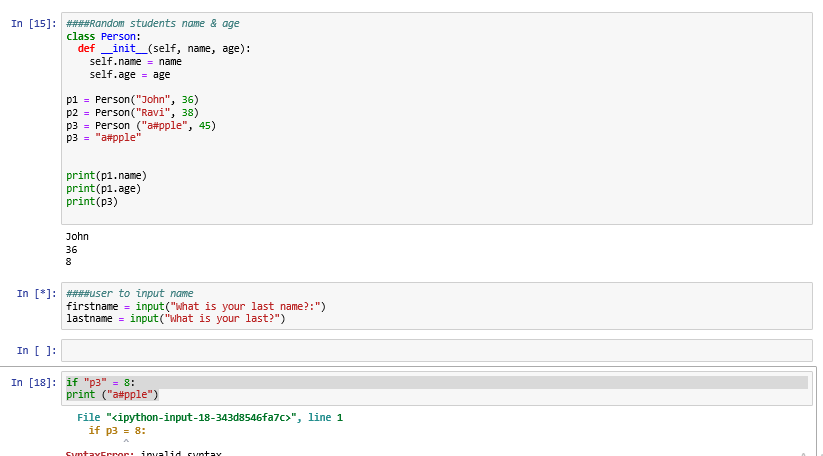 In [15]: ####Random students name & age
class Person:
  def __init__(self, name, age):
    self.name = name
    self.age = age
p1 = Person("John", 36)
p2 = Person("Ravi", 38)
p3 = Person ("a#pple", 45)
p3 = "a#pple"
print(p1.name)
print(p1.age)
print(p3)
John
36
8
In [*]: ####user to input name
firstname = input("What is your last name?:")
lastname = input("What is your last?")
In [ ]:
In [18]: if "p3" = 8:
print ("a#pple")
  File "<ipython-input-18-343d8546fa7c>", line 1
    if p3 = 8:
          ^
SyntaxError: invalid syntax